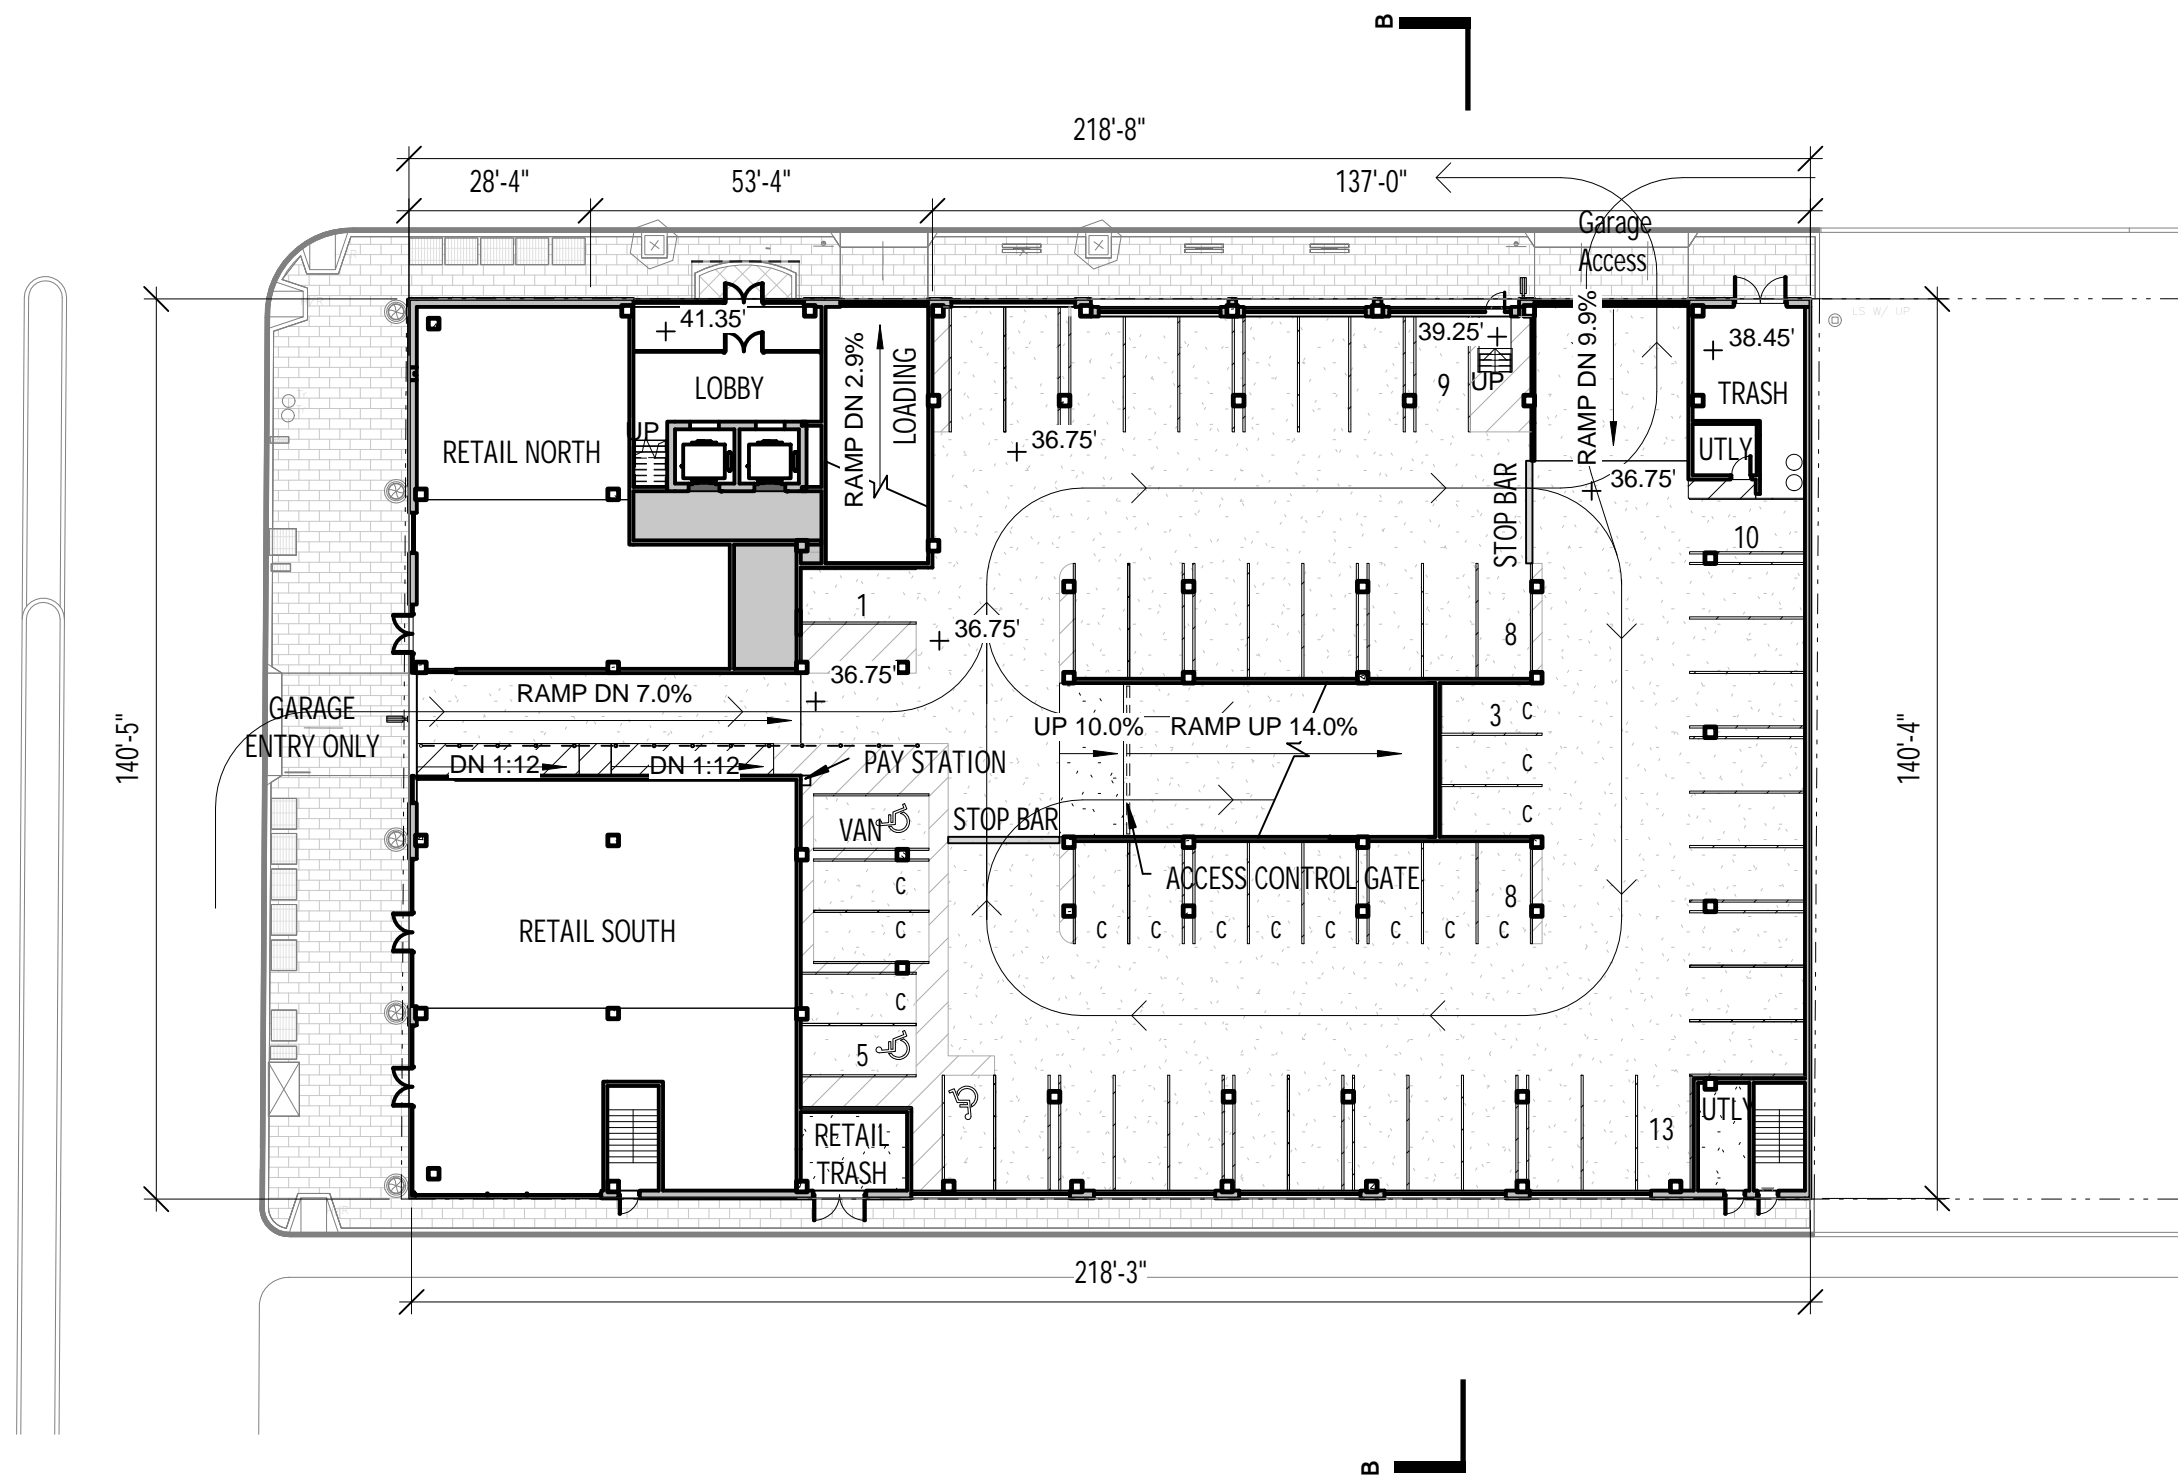 B
218'-8"
28'-4"
53'-4"
137'-0"
Garage
Access
41.35'
39.25'
38.45'
LS W/ UP
LOBBY
RAMP DN 2.9%
LOADING
9
UP
RAMP DN 9.9%
TRASH
RETAIL NORTH
UP
36.75'
UTLY
36.75'
STOP BAR
10
1
36.75'
8
36.75'
RAMP DN 7.0%
GARAGE
ENTRY ONLY
UP 10.0%
RAMP UP 14.0%
3
C
C
C
140'-5"
140'-4"
DN 1:12
DN 1:12
PAY STATION
VAN
STOP BAR
ACCESS CONTROL GATE
C
8
C
C C C C C C C C
RETAIL SOUTH
C
5
UTLY
13
RETAIL
TRASH
218'-3"
B